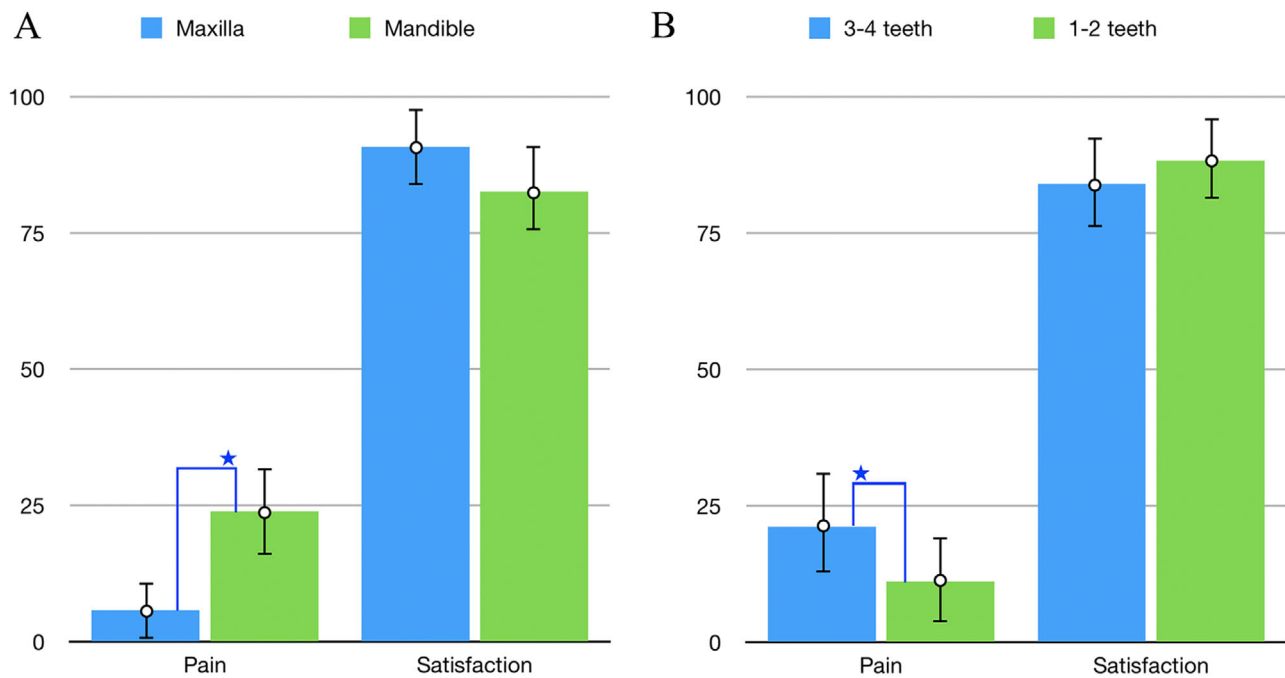 A
Maxilla
Mandible
100
75
50
25
0
Pain
Satisfaction
B
3-4 teeth
1-2 teeth
100
75
50
25
0
Pain
Satisfaction